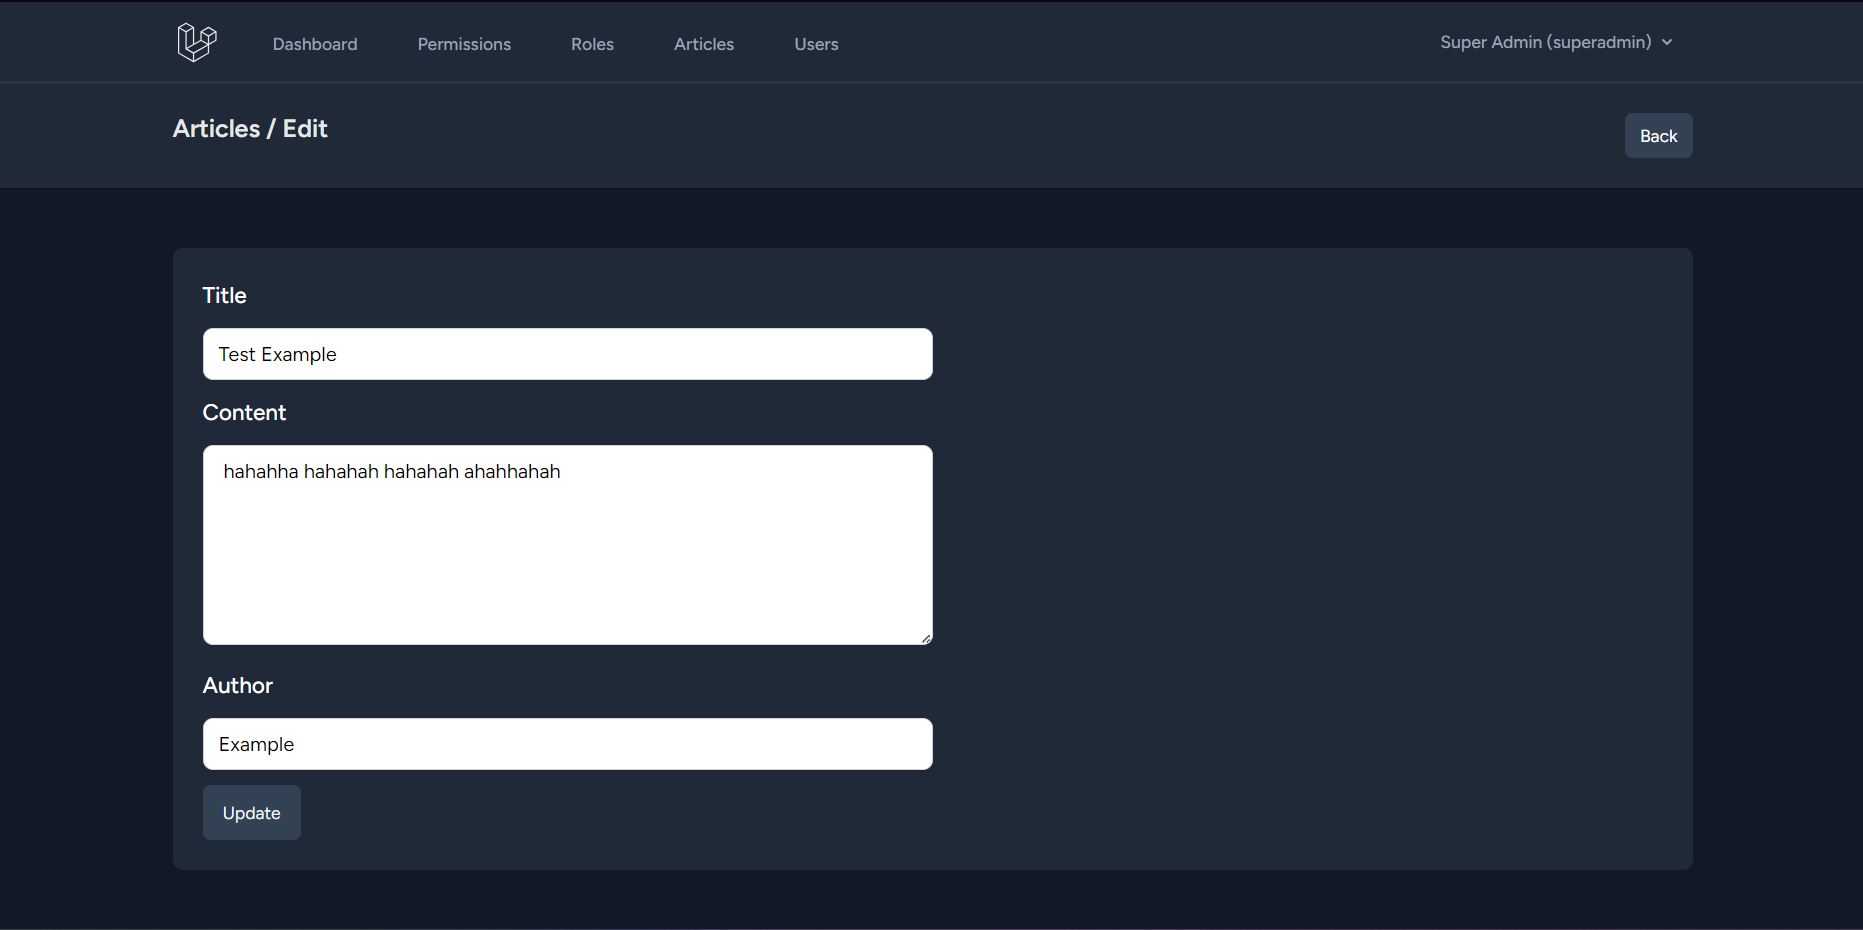 Dashboard Permissions Roles Articles Users Super Admin (superadmin)
Articles / Edit Back
Title
Test Example
Content
hahahha hahahah hahahah ahahhahah
Author
Example
Update